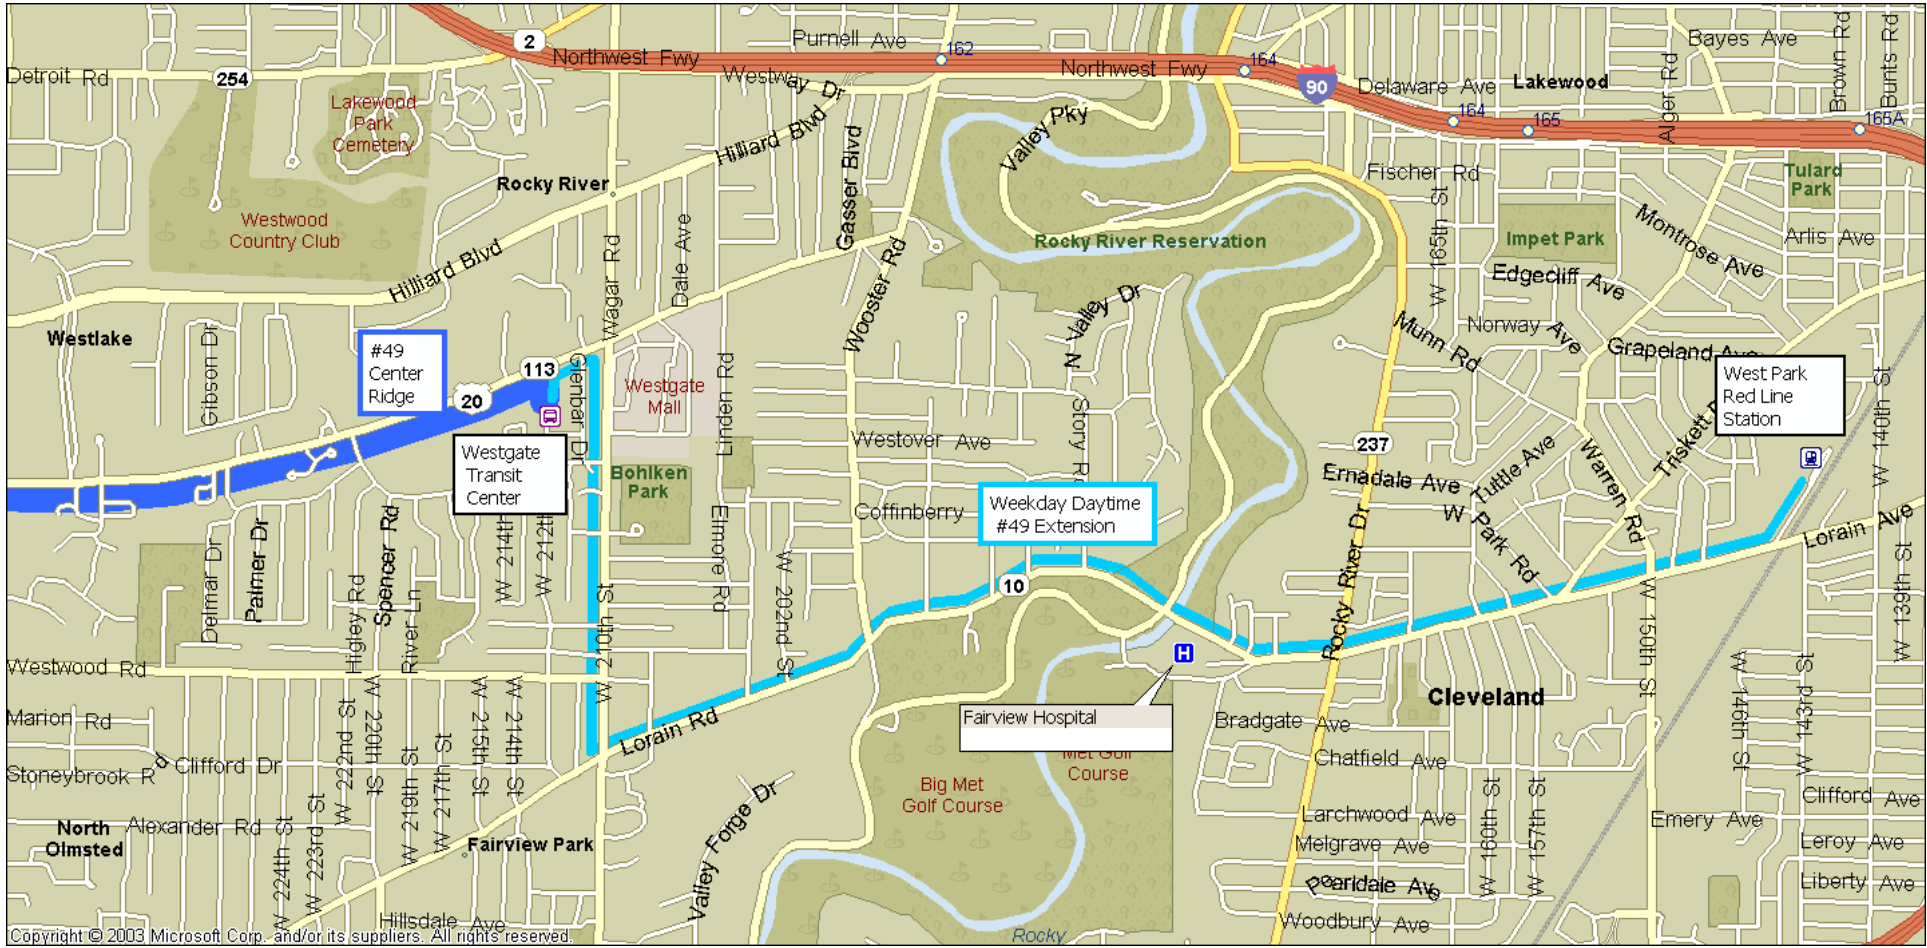 2
Northwest Fwy
Purnell Ave
162
Northwest Fwy
164
90
Delaware Ave
Lakewood
Bayes Ave
Brown Rd
Bunts Rd
Alger Rd
164
165
165A
Detroit Rd
254
Westway Dr
Hilliard Blvd
Lakewood
Park
Cemetery
Rocky River
Westwood
Country Club
Hilliard Blvd
Wagar Rd
Dale Ave
Gasser Blvd
Wooster Rd
Valley Pky
Rocky River Reservation
Fischer Rd
W 165th St
Impet Park
Tulard
Park
Montrose Ave
Arlis Ave
Edgecliff Ave
Norway Ave
Munn Rd
Grapeland Ave
N Valley Dr
Westlake
Gibson Dr
#49
Center
Ridge
20
113
Glenbar Dr
Westgate
Mall
Linden Rd
Westgate
Transit
Center
Bohlken
Park
Westover Ave
Story Rd
Coffinberry
Weekday Daytime
#49 Extension
237
Ernadale Ave
Tuttle Ave
W Park Rd
Warren Rd
Triskett
West Park
Red Line
Station
W 140th St
Lorain Ave
W 139th St
Delmar Dr
Palmer Dr
Spencer Rd
Higley Rd
River Ln
W 214th
W 212th
W 210th St
Elmore Rd
W 202nd St
10
Rocky River Dr
W 150th St
Westwood Rd
Marion Rd
Stoneybrook Rd
Clifford Dr
W 222nd St
W 220th St
W 219th St
W 217th St
W 215th St
W 214th St
Lorain Rd
H
Fairview Hospital
Cleveland
W 146th St
W 143rd St
Bradgate Ave
Chatfield Ave
Met Golf
Course
Big Met
Golf Course
Valley Forge Dr
North
Olmsted
Alexander Rd
W 224th St
W 223rd St
Fairview Park
Hillsdale Ave
Larchwood Ave
Melgrave Ave
Pearldale Ave
Woodbury Ave
W 160th St
W 157th St
Emery Ave
Clifford Ave
Leroy Ave
Liberty Ave
Rocky
Copyright © 2003 Microsoft Corp. and/or its suppliers. All rights reserved.